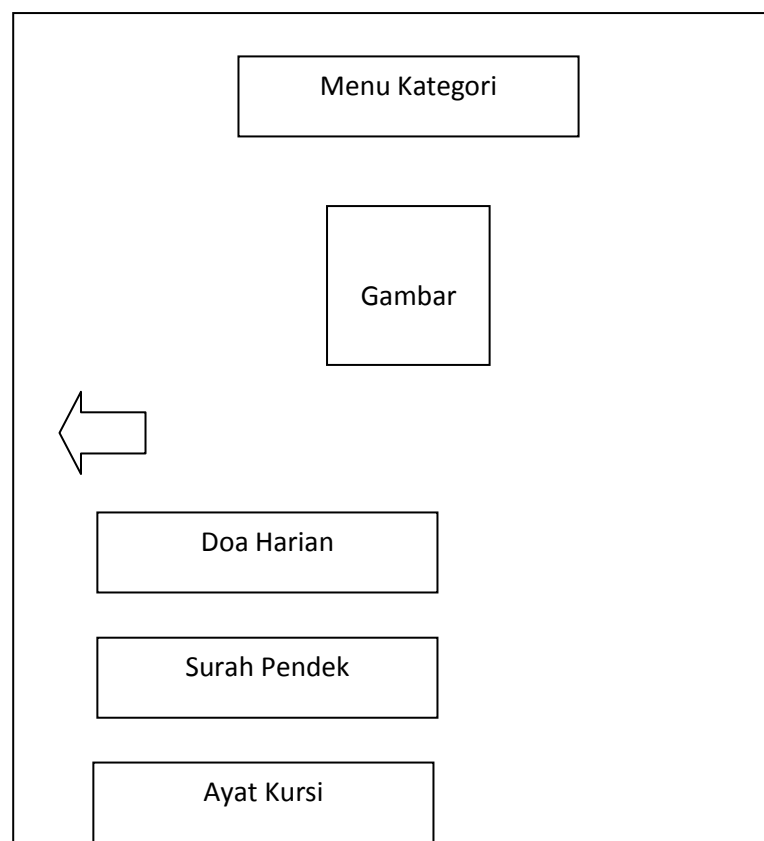 Menu Kategori
Gambar
Doa Harian
Surah Pendek
Ayat Kursi